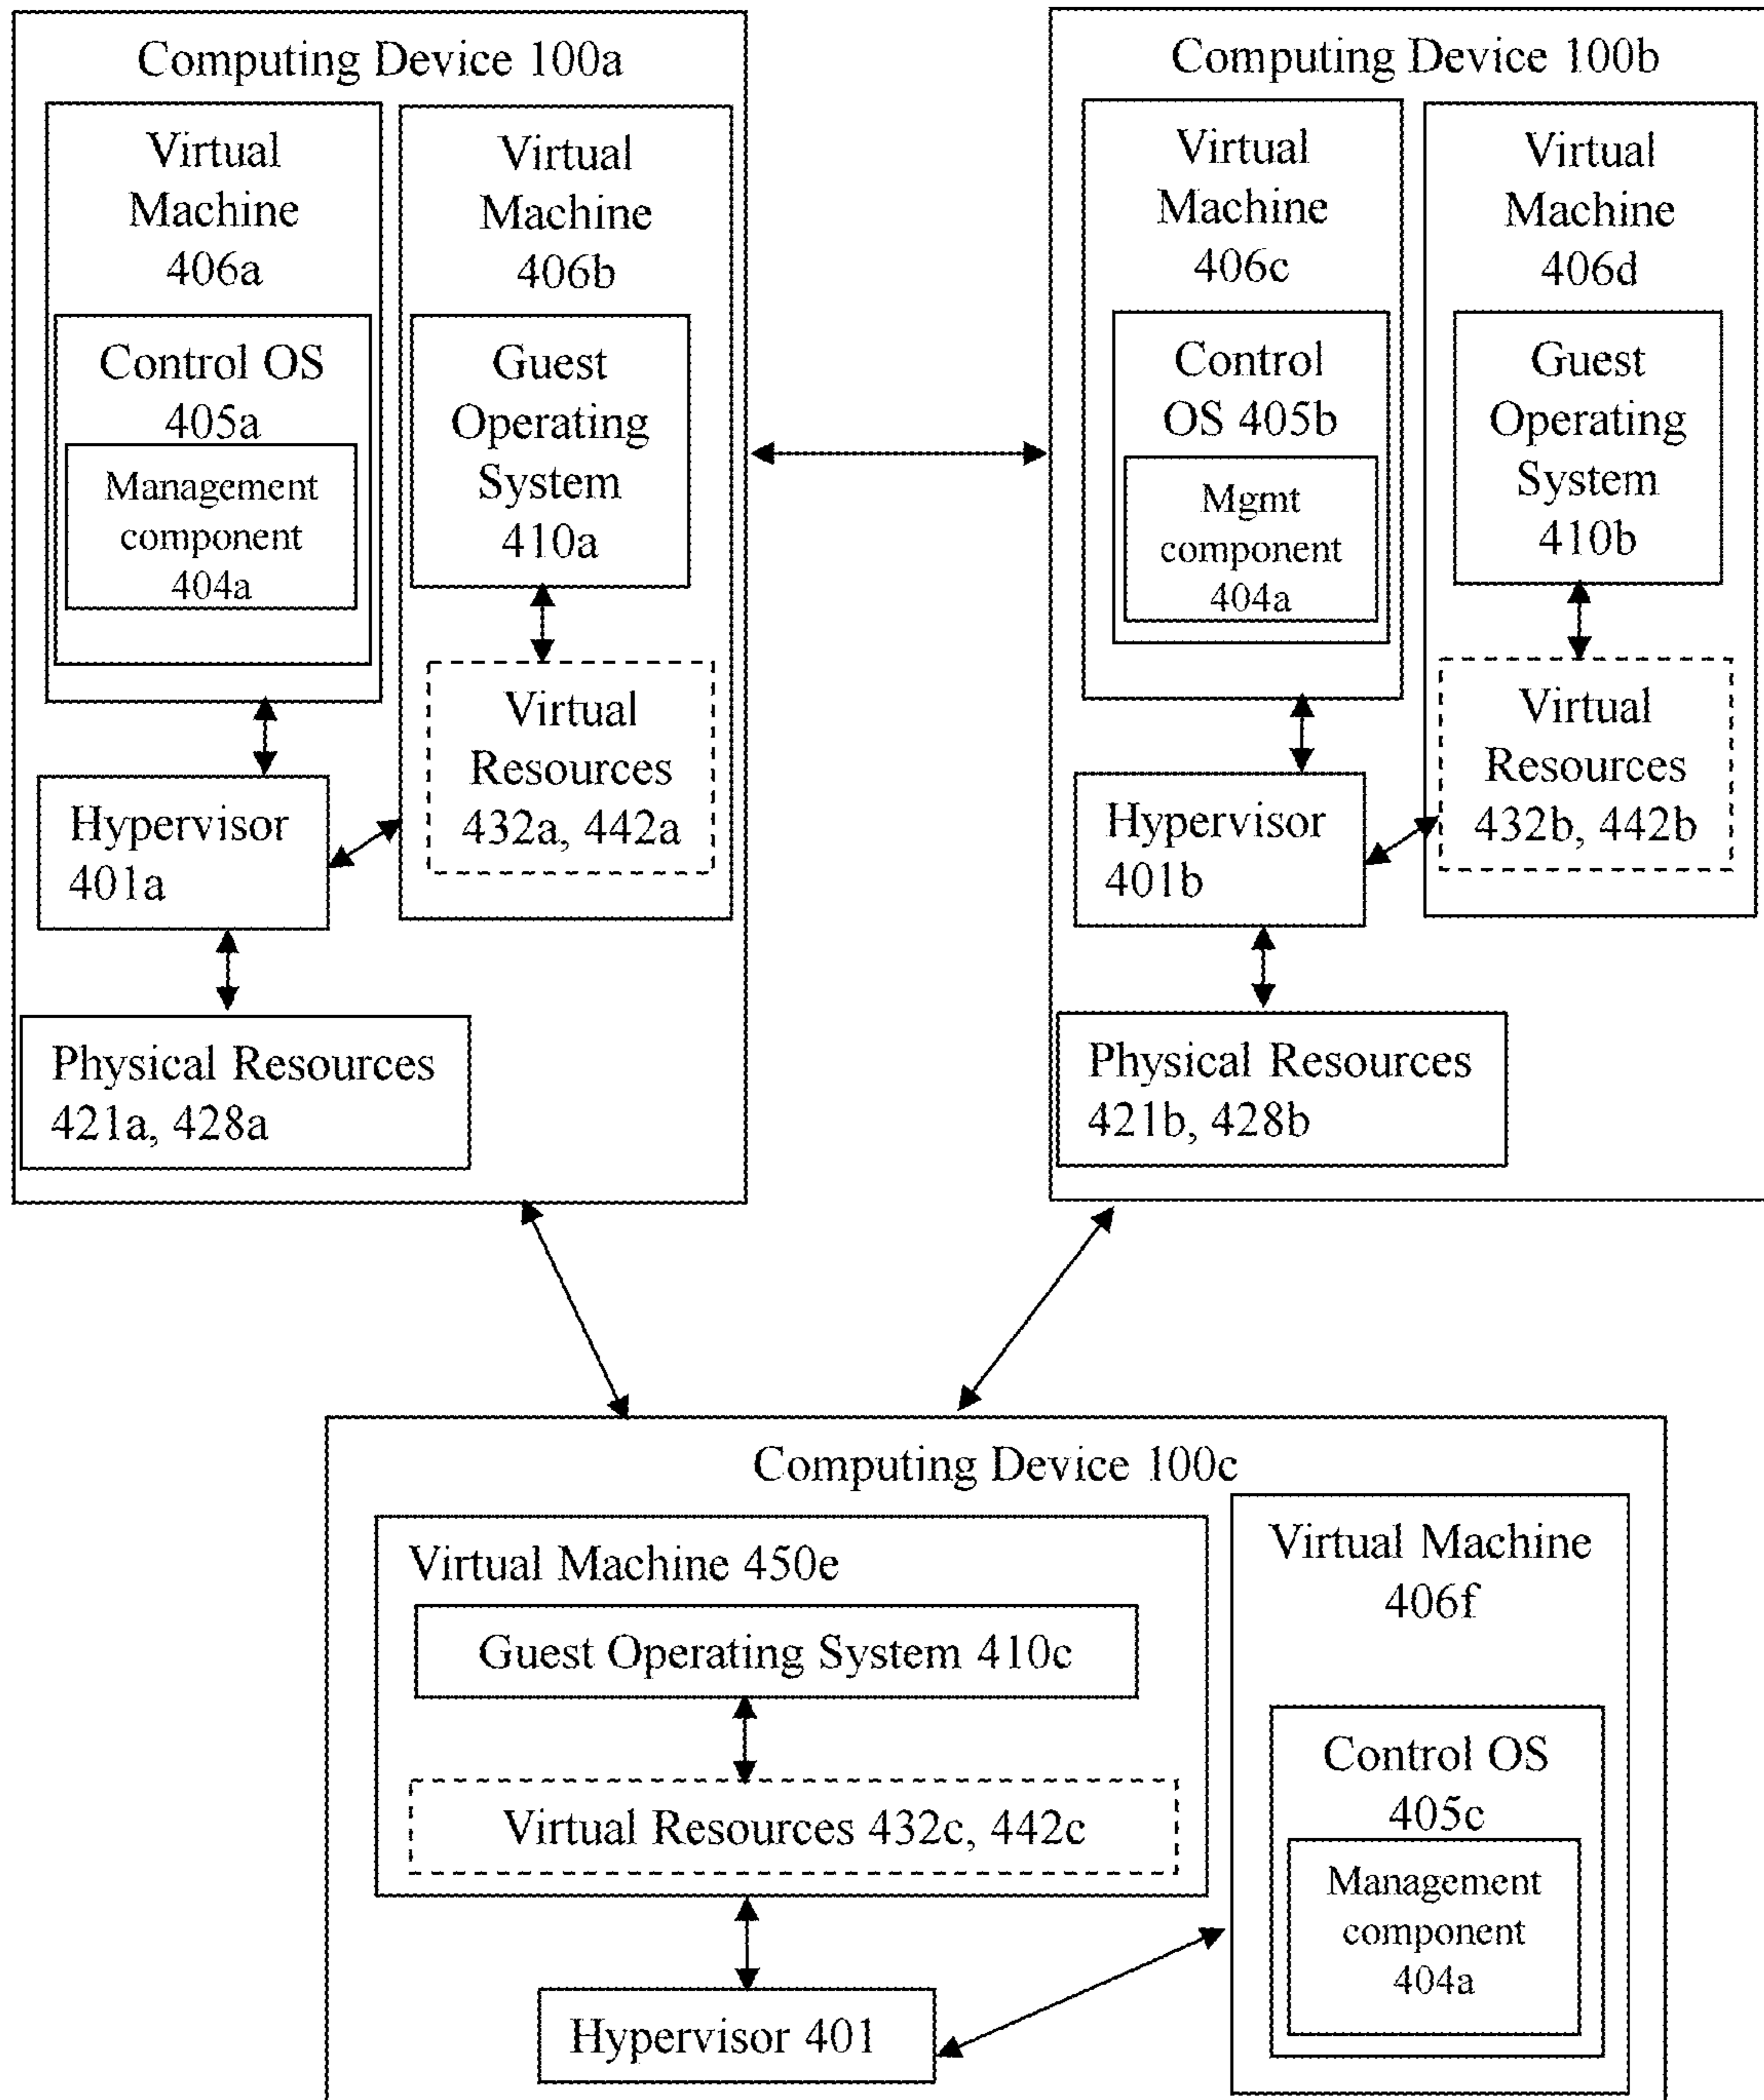 Computing Device 100a
Virtual
Machine
406a
Control OS
405a
Management
component
404a
Virtual
Machine
406b
Guest
Operating
System
410a
Virtual
Resources
432a, 442a
Hypervisor
401a
Physical Resources
421a, 428a
Computing Device 100b
Virtual
Machine
406c
Control
OS 405b
Mgmt
component
404a
Virtual
Machine
406d
Guest
Operating
System
410b
Virtual
Resources
432b, 442b
Hypervisor
401b
Physical Resources
421b, 428b
Computing Device 100c
Virtual Machine 450e
Guest Operating System 410c
Virtual Resources 432c, 442c
Hypervisor 401
Virtual Machine
406f
Control OS
405c
Management
component
404a